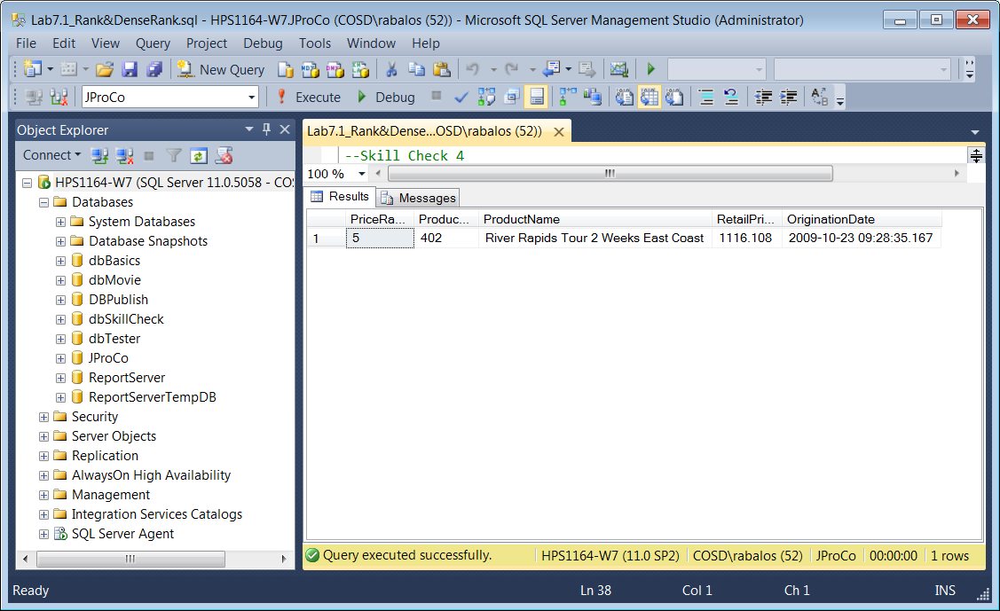 Lab7.1_Rank&DenseRank.sql - HPS1164-W7.JProCo (COSD\rabalos (52)) - Microsoft SQL Server Management Studio (Administrator)
File Edit View Query Project Debug Tools Window Help
New Query
JProCo Execute Debug
Object Explorer
Connect
HPS1164-W7 (SQL Server 11.0.5058 - COS
Databases
System Databases
Database Snapshots
dbBasics
dbMovie
DBPublish
dbSkillCheck
dbTester
JProCo
ReportServer
ReportServerTempDB
Security
Server Objects
Replication
AlwaysOn High Availability
Management
Integration Services Catalogs
SQL Server Agent
Lab7.1_Rank&Dense...OSD\rabalos (52))
--Skill Check 4
100 %
Results Messages
PriceRa... Produc... ProductName RetailPri... OriginationDate
1 5 402 River Rapids Tour 2 Weeks East Coast 1116.108 2009-10-23 09:28:35.167
Query executed successfully. HPS1164-W7 (11.0 SP2) COSD\rabalos (52) JProCo 00:00:00 1 rows
Ready Ln 38 Col 1 Ch 1 INS